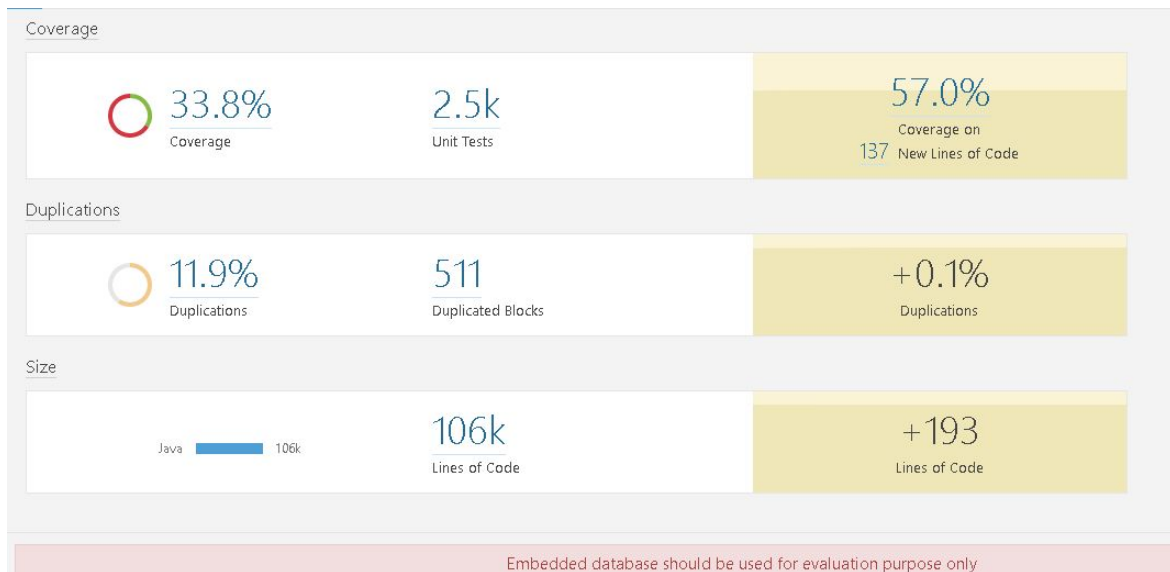 Coverage
33.8%
Coverage
2.5k
Unit Tests
57.0%
Coverage on
137 New Lines of Code
Duplications
11.9%
Duplications
511
Duplicated Blocks
+0.1%
Duplications
Size
Java 106k
106k
Lines of Code
+193
Lines of Code
Embedded database should be used for evaluation purpose only